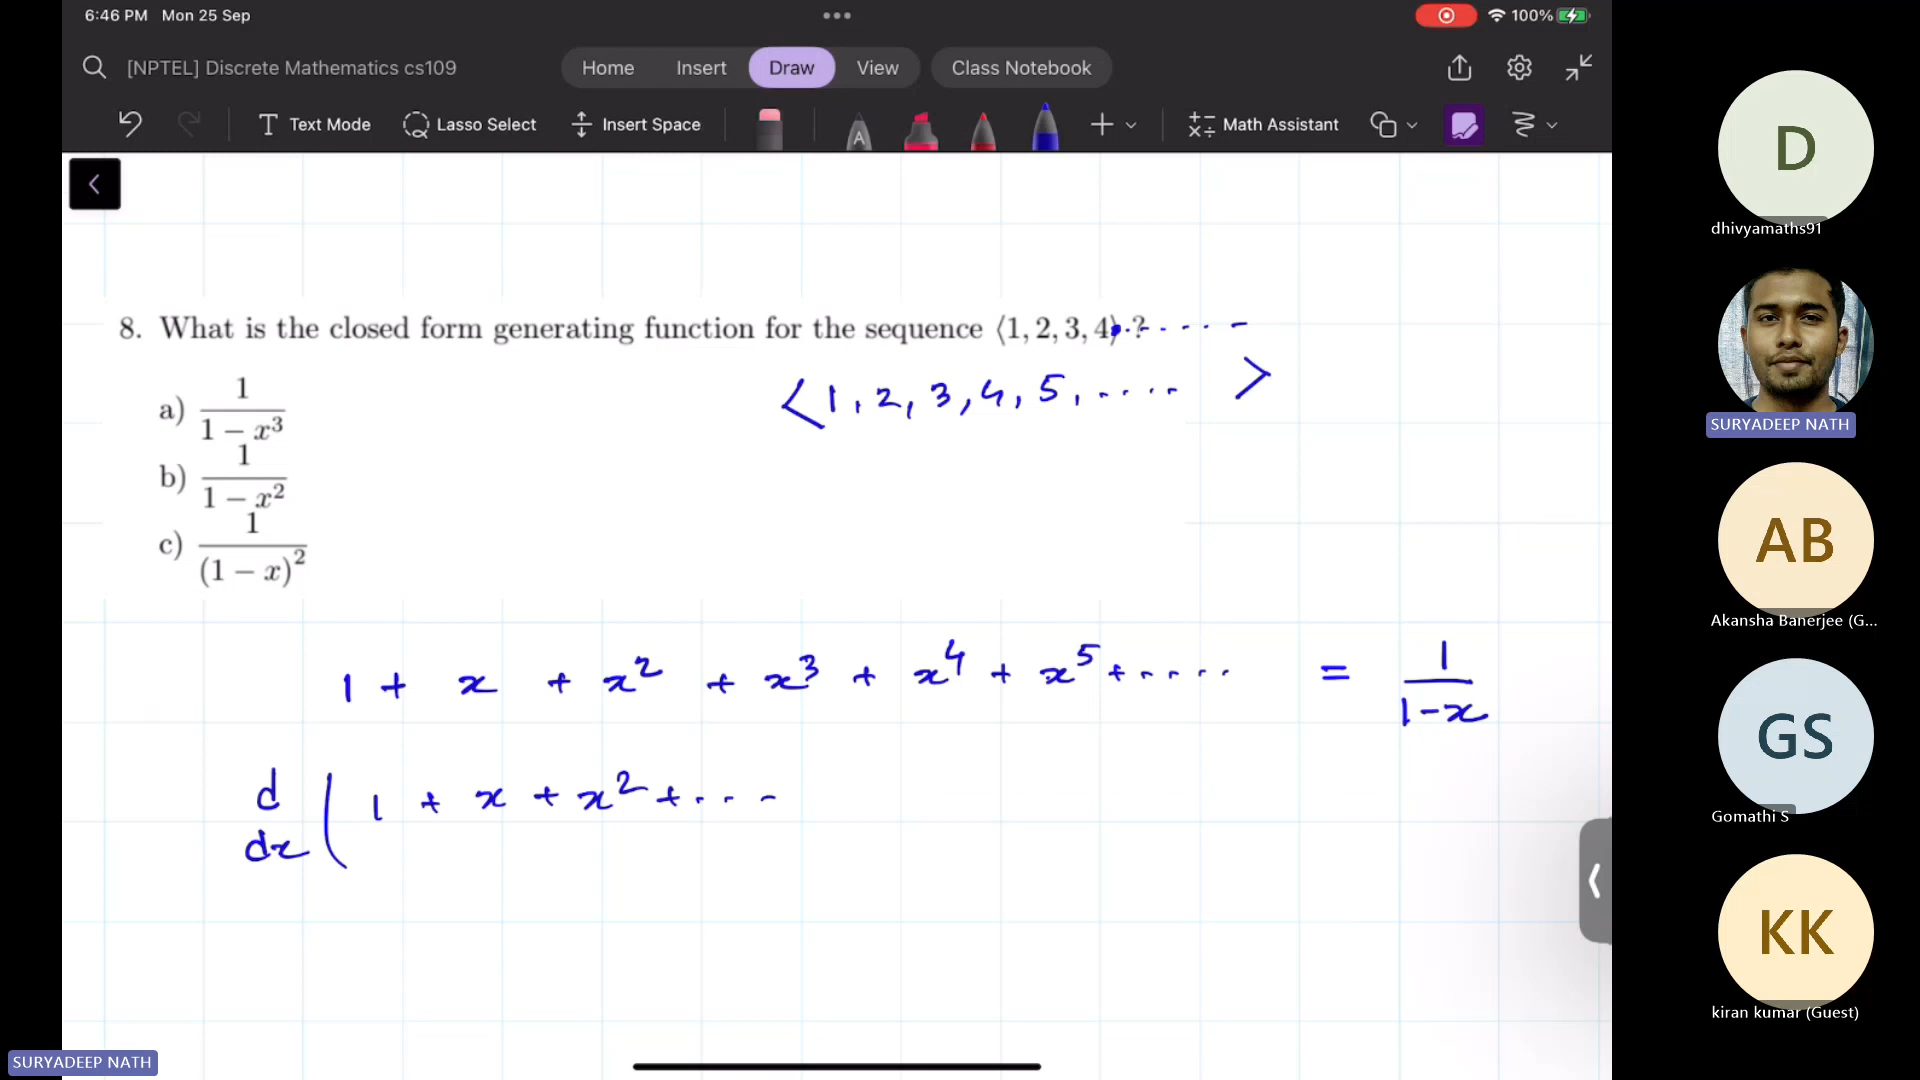 6:46 PM Mon 25 Sep
100%
[NPTEL] Discrete Mathematics cs109
Home Insert Draw View Class Notebook
Text Mode Lasso Select Insert Space A Math Assistant
8. What is the closed form generating function for the sequence ⟨1, 2, 3, 4⟩.....?
< 1, 2, 3, 4, 5, ..... >
a) 1/(1 − x³)
b) 1/(1 − x²)
c) 1/(1 − x)²
1 + x + x² + x³ + x⁴ + x⁵ + ..... = 1/(1-x)
d/dx ( 1 + x + x² + ....
D
dhivyamaths91
SURYADEEP NATH
AB
Akansha Banerjee (G...
GS
Gomathi S
KK
kiran kumar (Guest)
SURYADEEP NATH